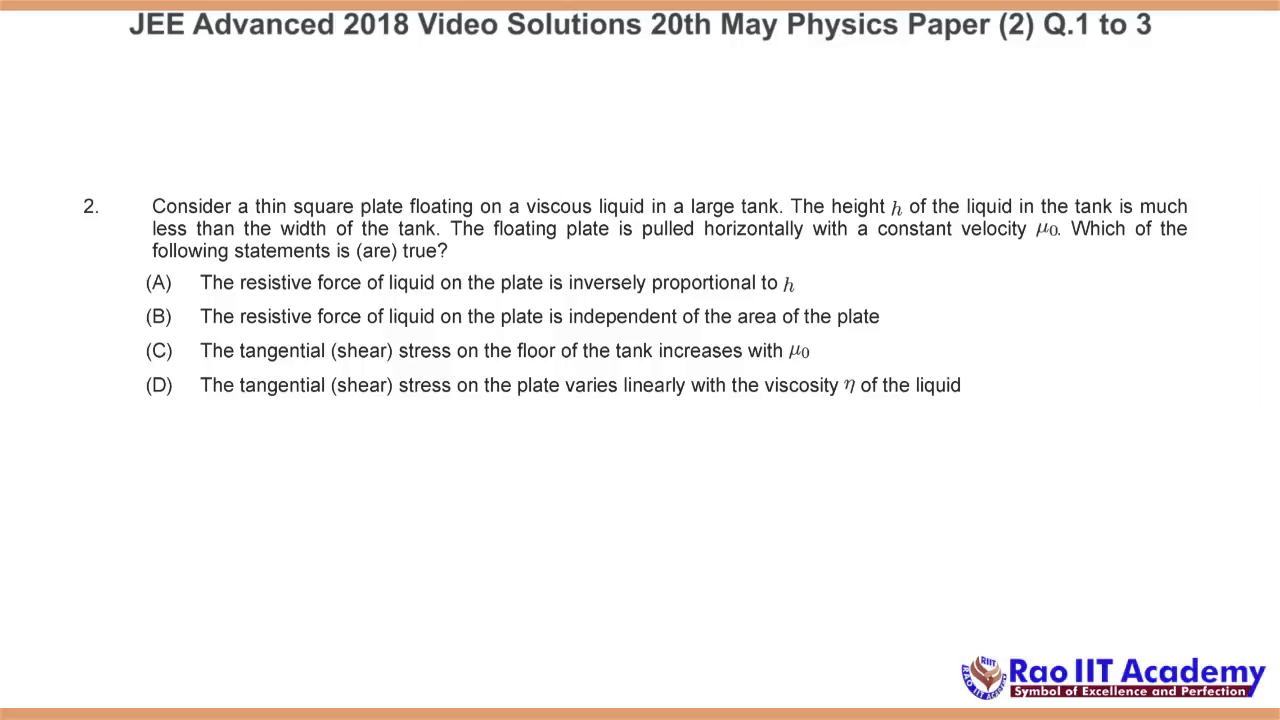 JEE Advanced 2018 Video Solutions 20th May Physics Paper (2) Q.1 to 3
2. Consider a thin square plate floating on a viscous liquid in a large tank. The height h of the liquid in the tank is much
less than the width of the tank. The floating plate is pulled horizontally with a constant velocity μ₀. Which of the
following statements is (are) true?
(A) The resistive force of liquid on the plate is inversely proportional to h
(B) The resistive force of liquid on the plate is independent of the area of the plate
(C) The tangential (shear) stress on the floor of the tank increases with μ₀
(D) The tangential (shear) stress on the plate varies linearly with the viscosity η of the liquid
RIIT
RAO IIT ACADEMY
Rao IIT Academy
Symbol of Excellence and Perfection